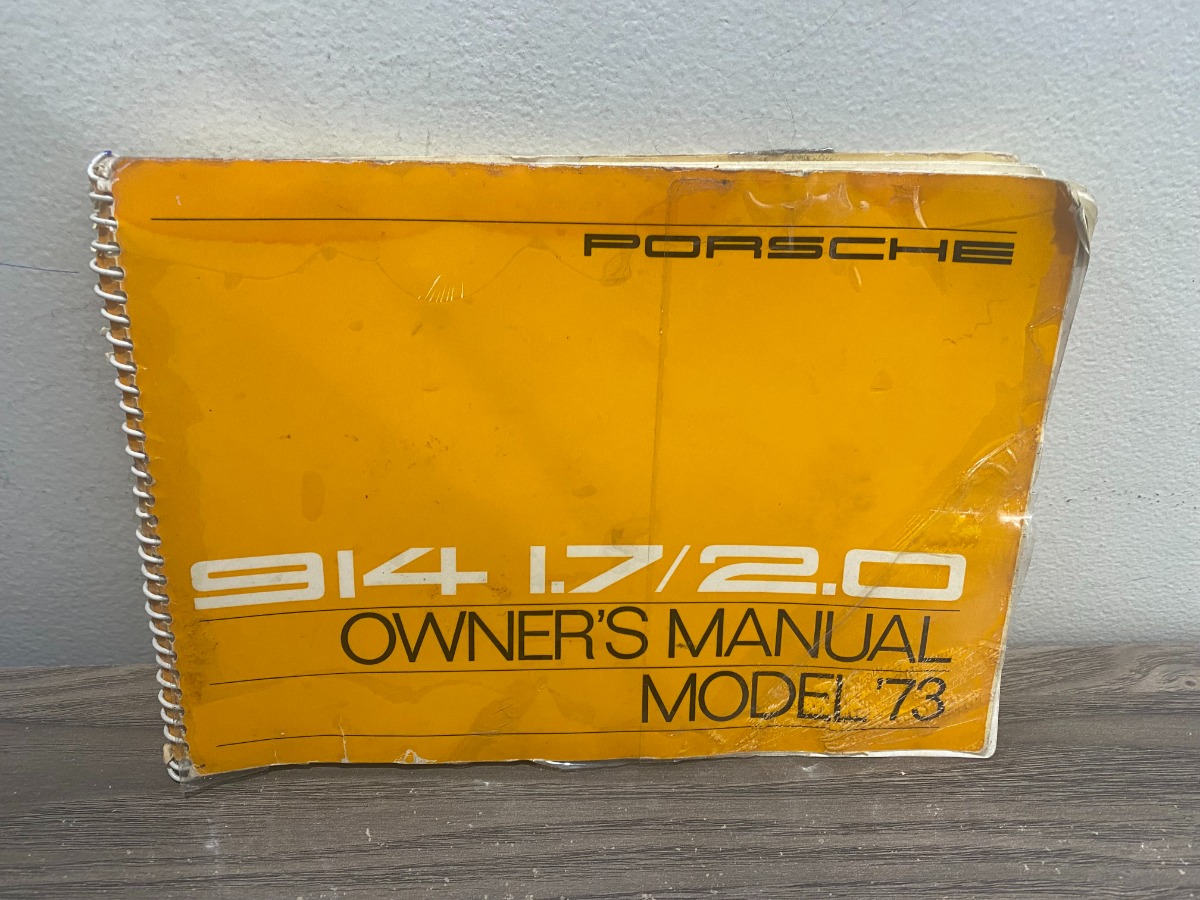 PORSCHE
914 1.7/2.0
OWNER'S MANUAL
MODEL '73